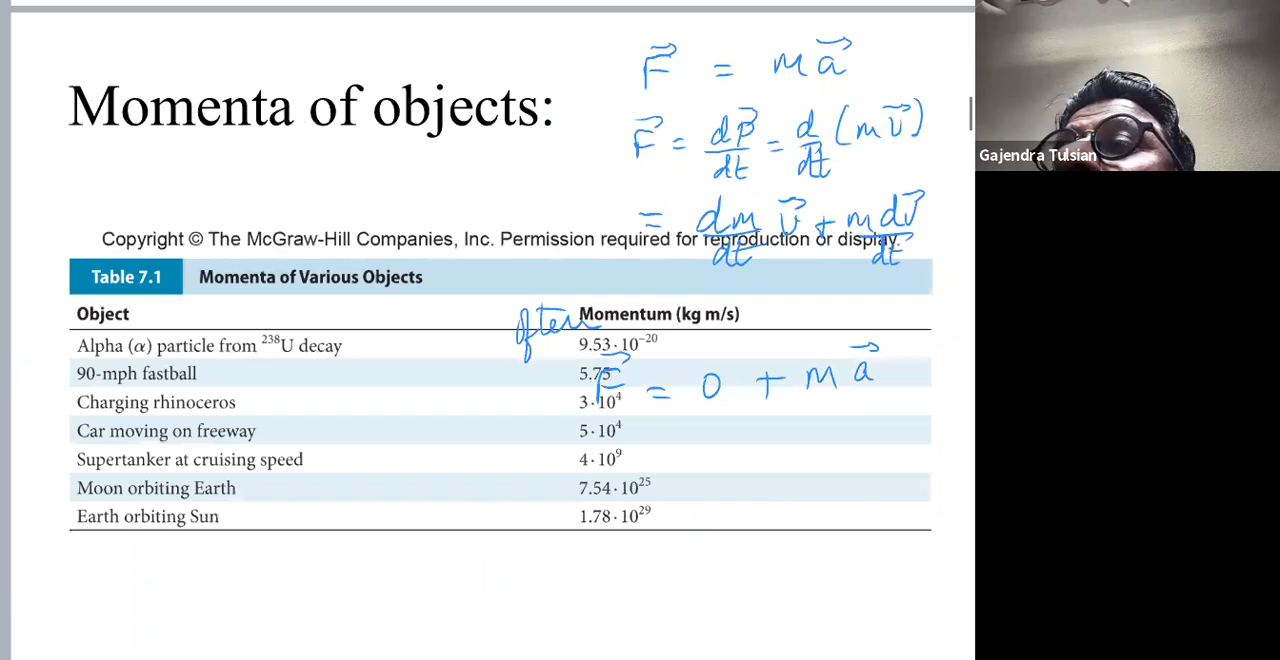 Momenta of objects:
F⃗ = m a⃗
F⃗ = dP⃗/dt = d/dt (m v⃗)
= dm/dt v⃗ + m dv⃗/dt
Gajendra Tulsian
Copyright © The McGraw-Hill Companies, Inc. Permission required for reproduction or display.
Table 7.1 Momenta of Various Objects
Object Momentum (kg m/s)
often
Alpha (α) particle from ²³⁸U decay 9.53·10⁻²⁰
90-mph fastball 5.75
F⃗ = 0 + m a⃗
Charging rhinoceros 3·10⁴
Car moving on freeway 5·10⁴
Supertanker at cruising speed 4·10⁹
Moon orbiting Earth 7.54·10²⁵
Earth orbiting Sun 1.78·10²⁹